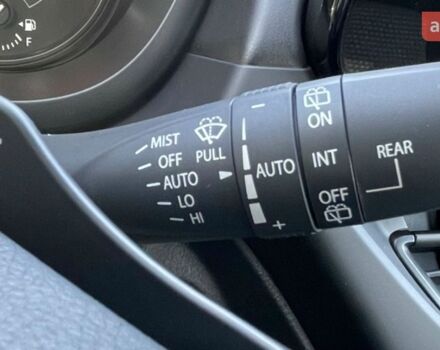 F
MIST
OFF
PULL
AUTO
LO
HI
−
AUTO
+
ON
INT
OFF
REAR
a